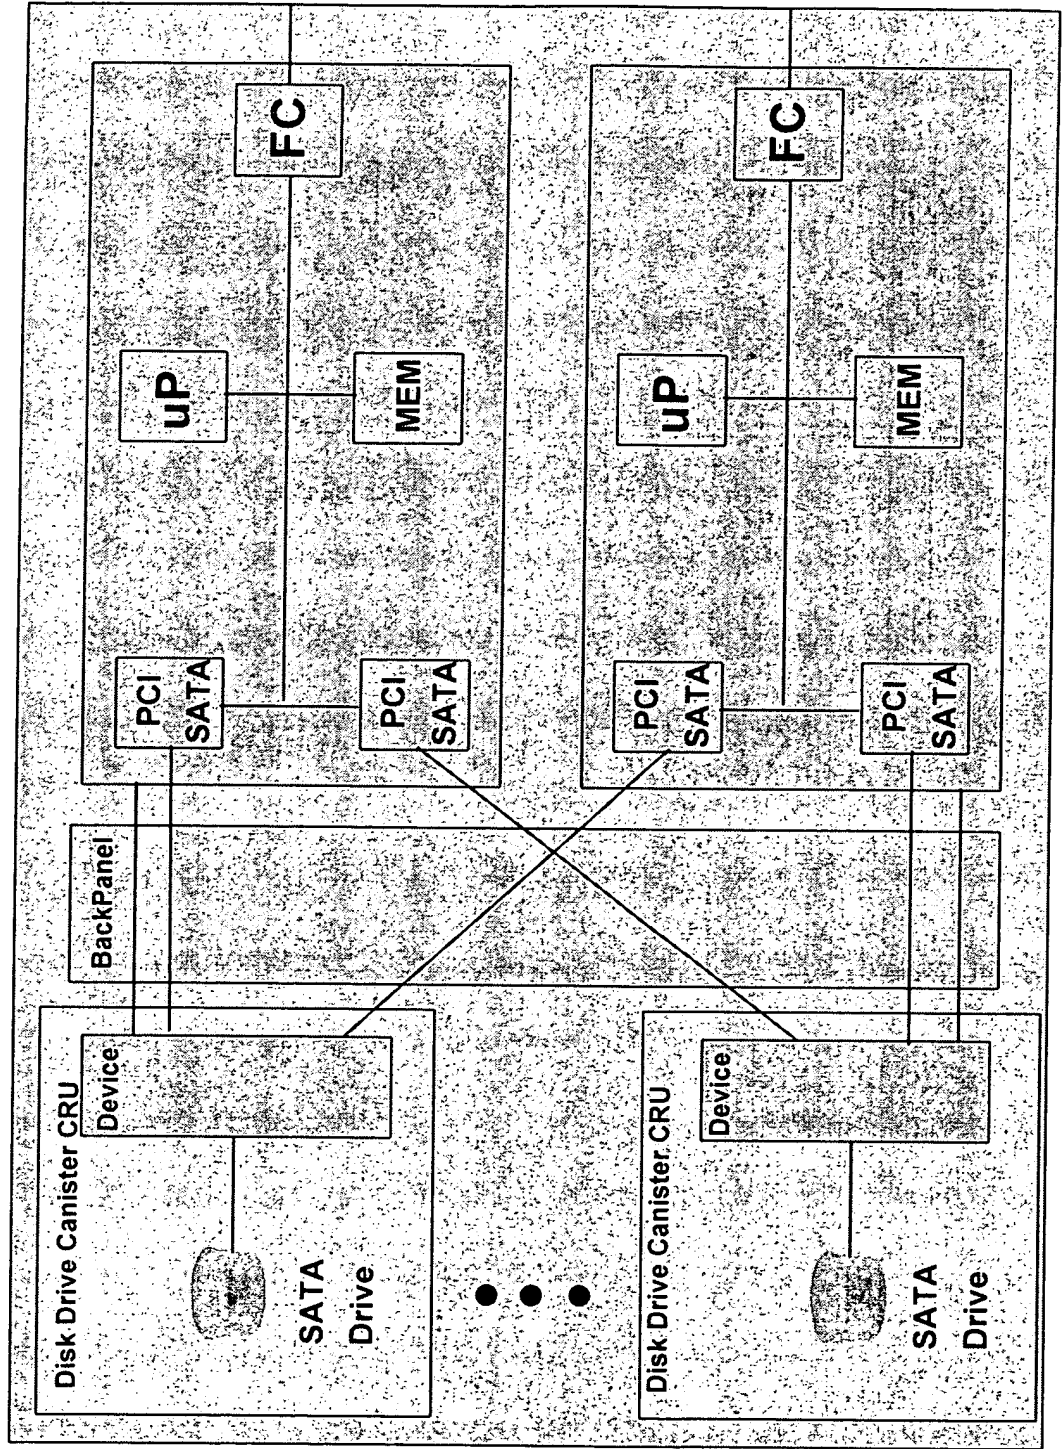 Disk Drive Canister CRU
Device
SATA
Drive
BackPanel
PCI
SATA
PCI
SATA
uP
MEM
FC
Disk Drive Canister CRU
Device
SATA
Drive
PCI
SATA
PCI
SATA
uP
MEM
FC